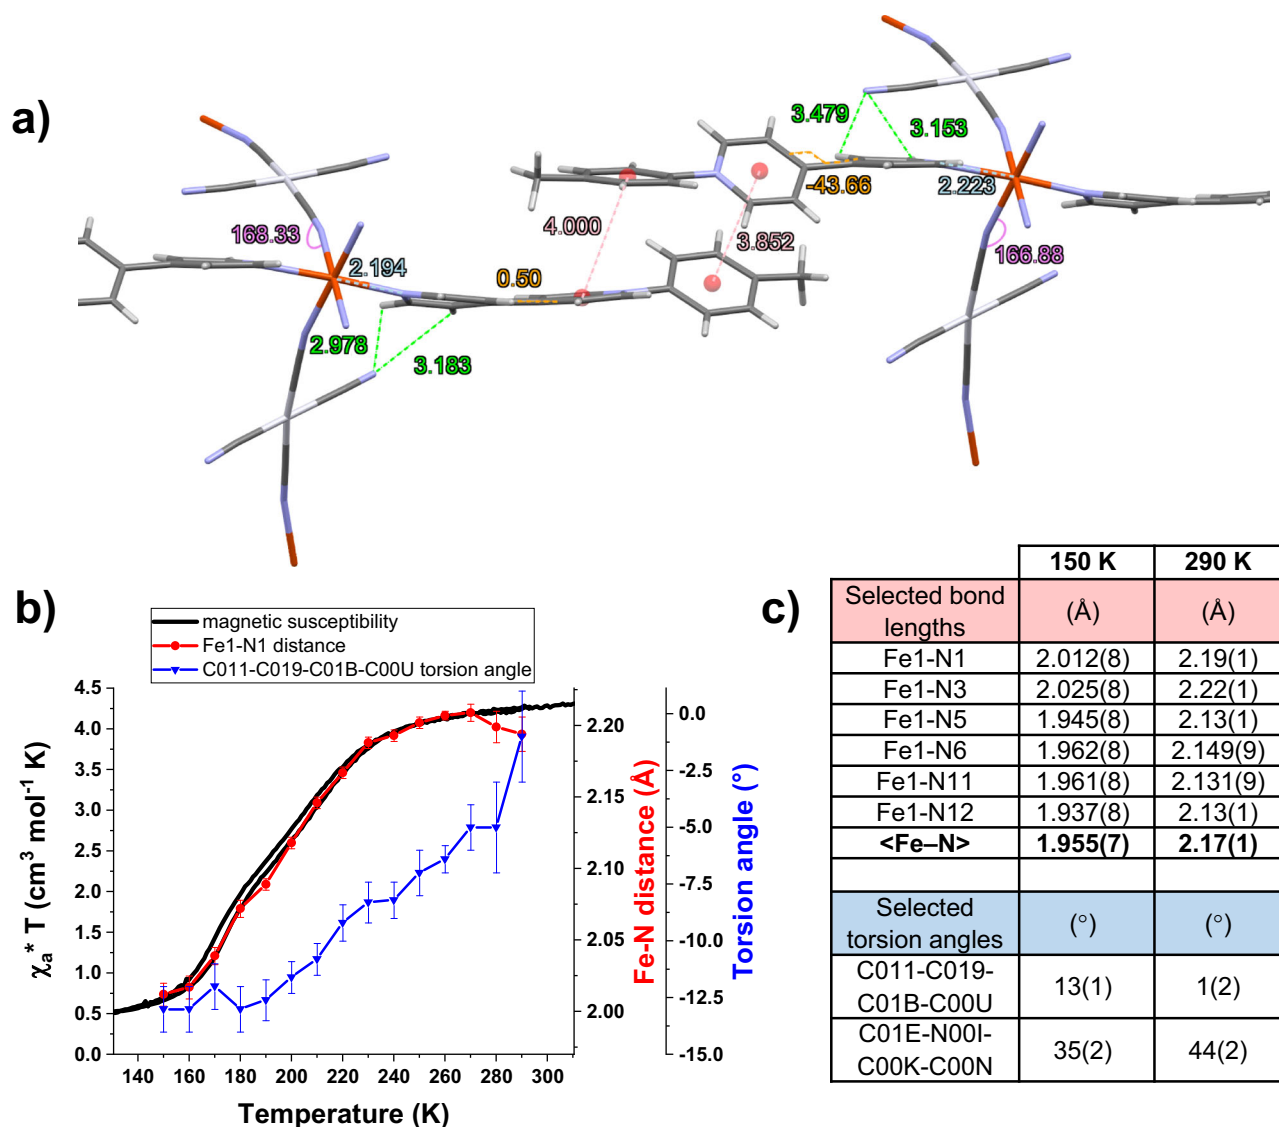 a)
3.479
3.153
-43.66
2.223
168.33
4.000
3.852
166.88
2.194
0.50
2.978
3.183
b)
magnetic susceptibility
Fe1-N1 distance
C011-C019-C01B-C00U torsion angle
4.5
4.0
3.5
3.0
2.5
2.0
1.5
1.0
0.5
0.0
χa* T (cm³ mol⁻¹ K)
140 160 180 200 220 240 260 280 300
Temperature (K)
2.20
2.15
2.10
2.05
2.00
Fe-N distance (Å)
0.0
-2.5
-5.0
-7.5
-10.0
-12.5
-15.0
Torsion angle (°)
c)
150 K 290 K
Selected bond
lengths
(Å) (Å)
Fe1-N1 2.012(8) 2.19(1)
Fe1-N3 2.025(8) 2.22(1)
Fe1-N5 1.945(8) 2.13(1)
Fe1-N6 1.962(8) 2.149(9)
Fe1-N11 1.961(8) 2.131(9)
Fe1-N12 1.937(8) 2.13(1)
<Fe–N> 1.955(7) 2.17(1)
Selected
torsion angles
(°) (°)
C011-C019-
C01B-C00U
13(1) 1(2)
C01E-N00I-
C00K-C00N
35(2) 44(2)